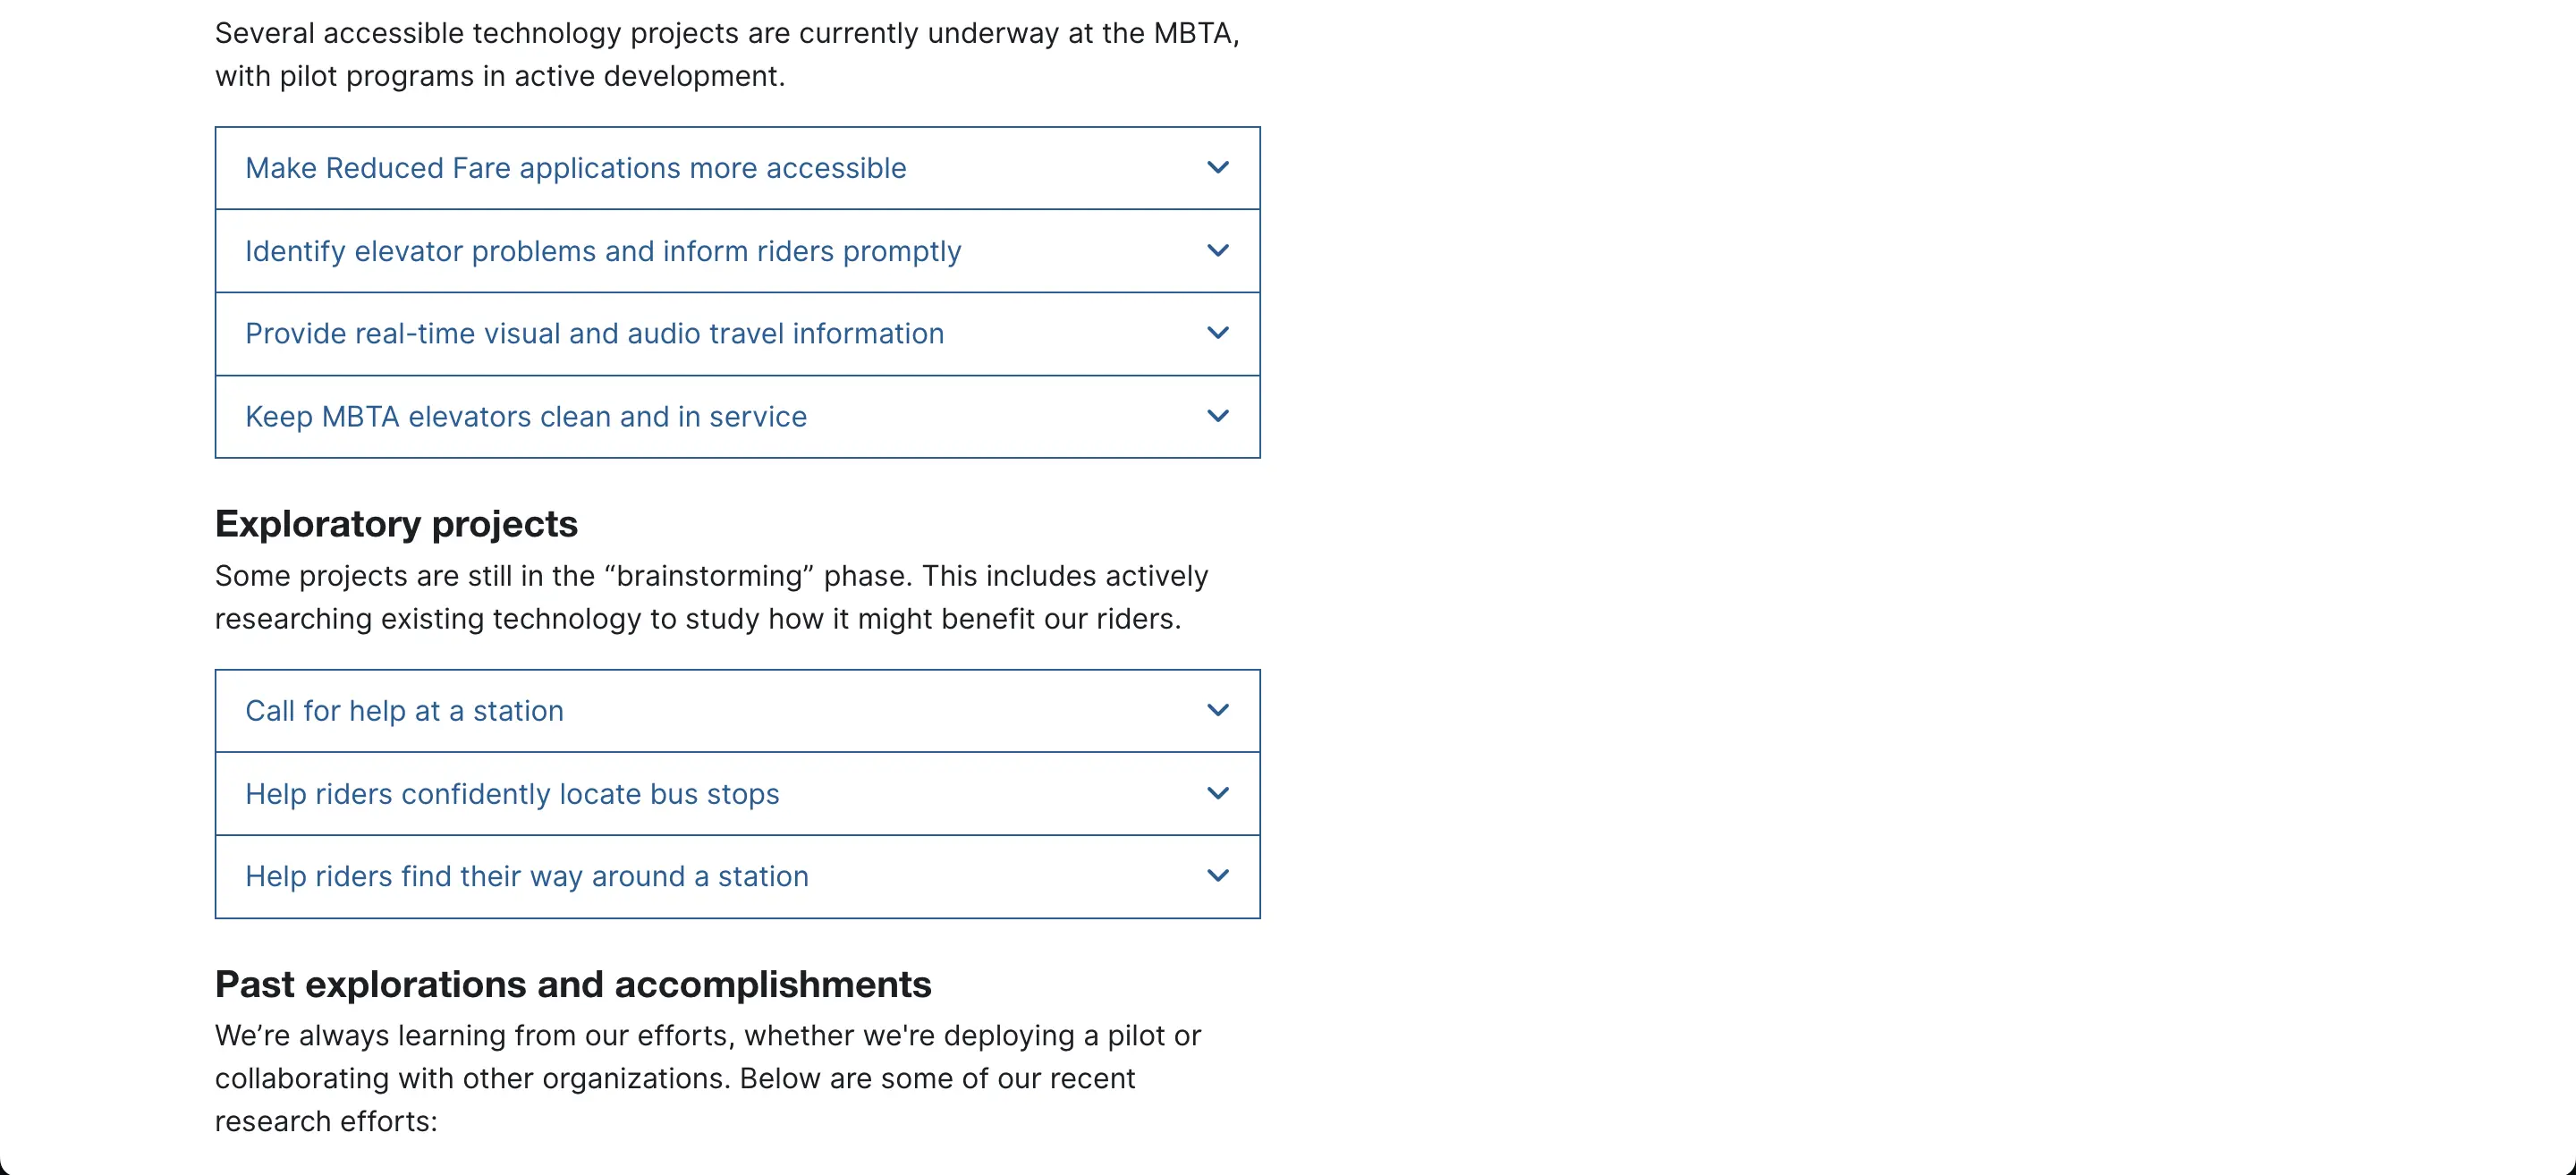 Several accessible technology projects are currently underway at the MBTA,
with pilot programs in active development.
Make Reduced Fare applications more accessible
Identify elevator problems and inform riders promptly
Provide real-time visual and audio travel information
Keep MBTA elevators clean and in service
Exploratory projects
Some projects are still in the “brainstorming” phase. This includes actively
researching existing technology to study how it might benefit our riders.
Call for help at a station
Help riders confidently locate bus stops
Help riders find their way around a station
Past explorations and accomplishments
We’re always learning from our efforts, whether we're deploying a pilot or
collaborating with other organizations. Below are some of our recent
research efforts: